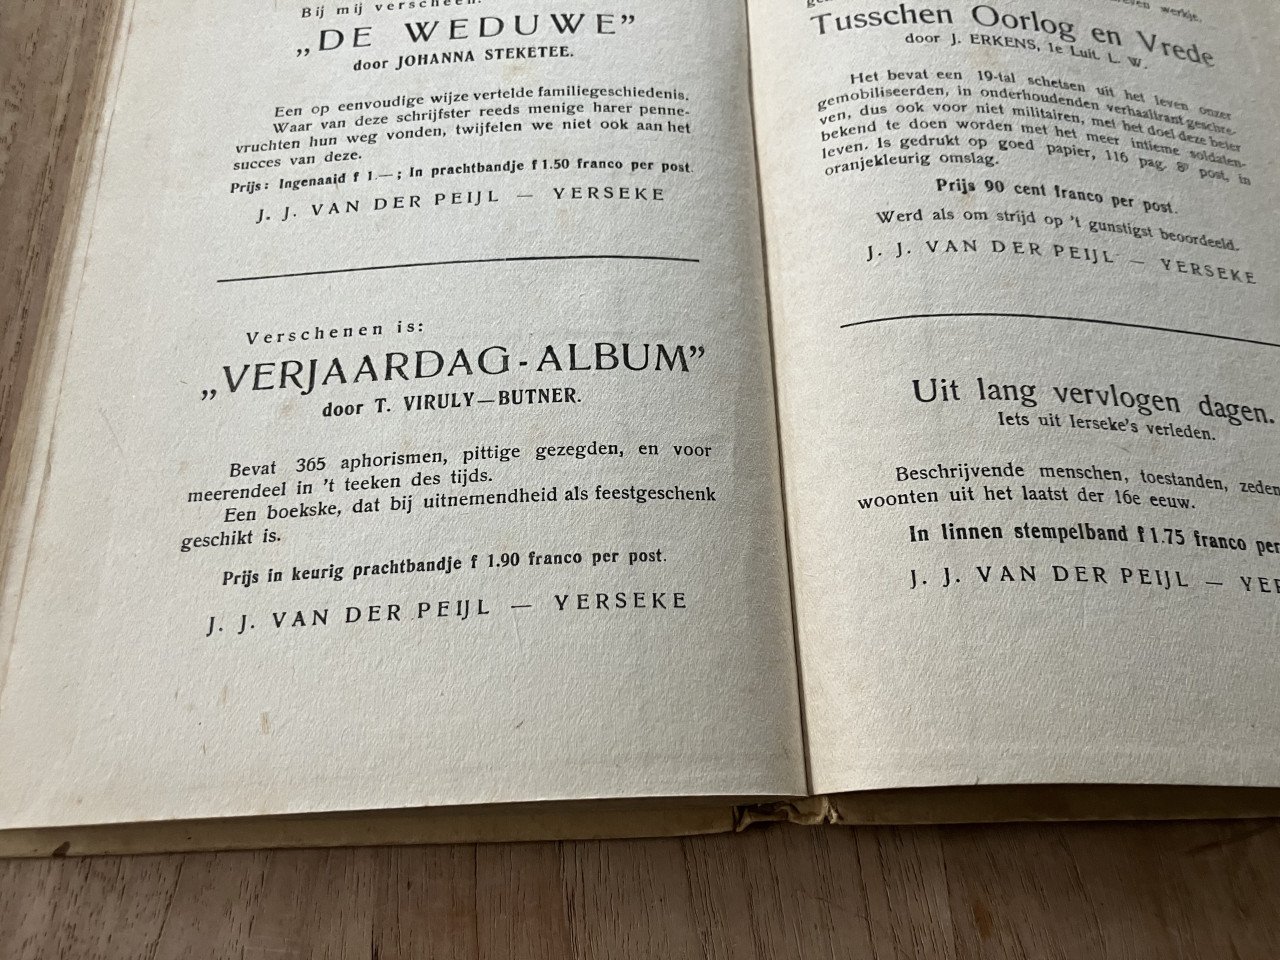 Bij mij verscheen:
„DE WEDUWE”
door JOHANNA STEKETEE.
Een op eenvoudige wijze vertelde familiegeschiedenis.
Waar van deze schrijfster reeds menige harer penne-
vruchten hun weg vonden, twijfelen we niet ook aan het
succes van deze.
Prijs: Ingenaaid f 1.—; In prachtbandje f 1.50 franco per post.
J. J. VAN DER PEIJL — YERSEKE
Verschenen is:
„VERJAARDAG-ALBUM”
door T. VIRULY—BUTNER.
Bevat 365 aphorismen, pittige gezegden, en voor
meerendeel in 't teeken des tijds.
Een boekske, dat bij uitnemendheid als feestgeschenk
geschikt is.
Prijs in keurig prachtbandje f 1.90 franco per post.
J. J. VAN DER PEIJL — YERSEKE
werkje.
Tusschen Oorlog en Vrede
door J. ERKENS, 1e Luit. L. W.
Het bevat een 19-tal schetsen uit het leven onzer
gemobiliseerden, in onderhoudenden verhaaltrant geschre-
ven, dus ook voor niet militairen, met het doel deze beter
bekend te doen worden met het meer intieme soldaten-
leven. Is gedrukt op goed papier, 116 pag. & post, in
oranjekleurig omslag.
Prijs 90 cent franco per post.
Werd als om strijd op 't gunstigst beoordeeld.
J. J. VAN DER PEIJL — YERSEKE
Uit lang vervlogen dagen.
Iets uit Ierseke's verleden.
Beschrijvende menschen, toestanden, zeden
woonten uit het laatst der 16e eeuw.
In linnen stempelband f 1.75 franco per
J. J. VAN DER PEIJL — YE